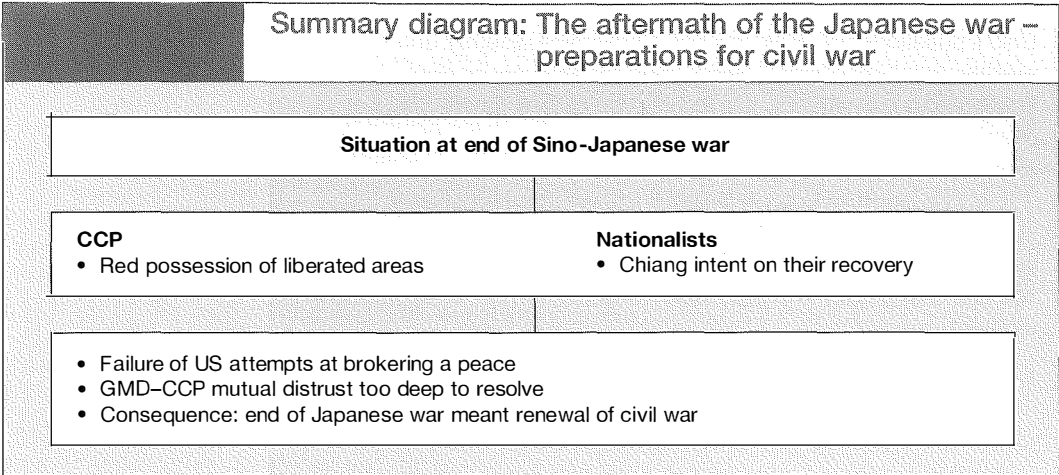 Summary diagram: The aftermath of the Japanese war –
preparations for civil war
Situation at end of Sino-Japanese war
CCP
• Red possession of liberated areas
Nationalists
• Chiang intent on their recovery
• Failure of US attempts at brokering a peace
• GMD–CCP mutual distrust too deep to resolve
• Consequence: end of Japanese war meant renewal of civil war